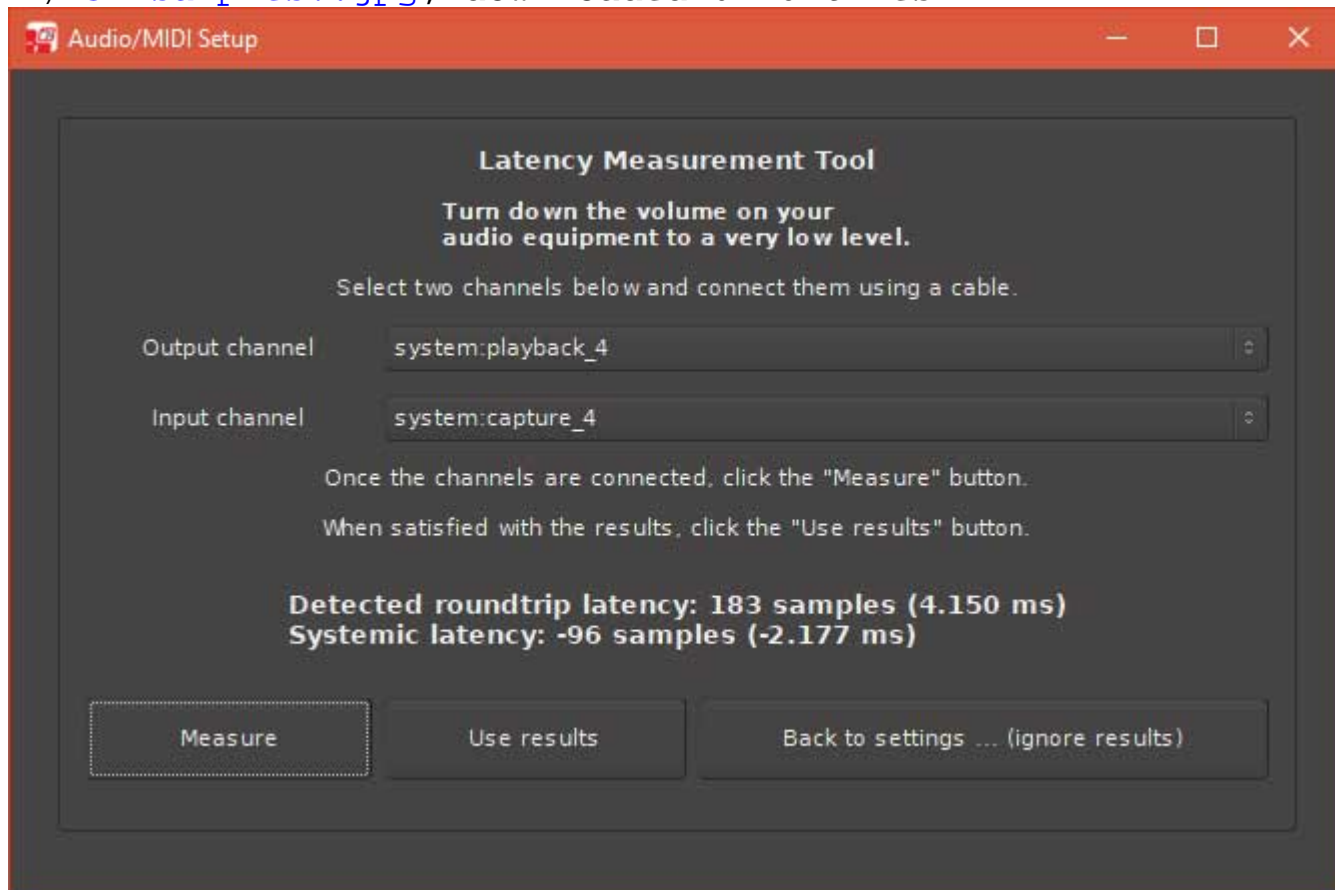 Audio/MIDI Setup
Latency Measurement Tool
Turn down the volume on your
audio equipment to a very low level.
Select two channels below and connect them using a cable.
Output channel system:playback_4
Input channel system:capture_4
Once the channels are connected, click the "Measure" button.
When satisfied with the results, click the "Use results" button.
Detected roundtrip latency: 183 samples (4.150 ms)
Systemic latency: -96 samples (-2.177 ms)
Measure Use results Back to settings ... (ignore results)